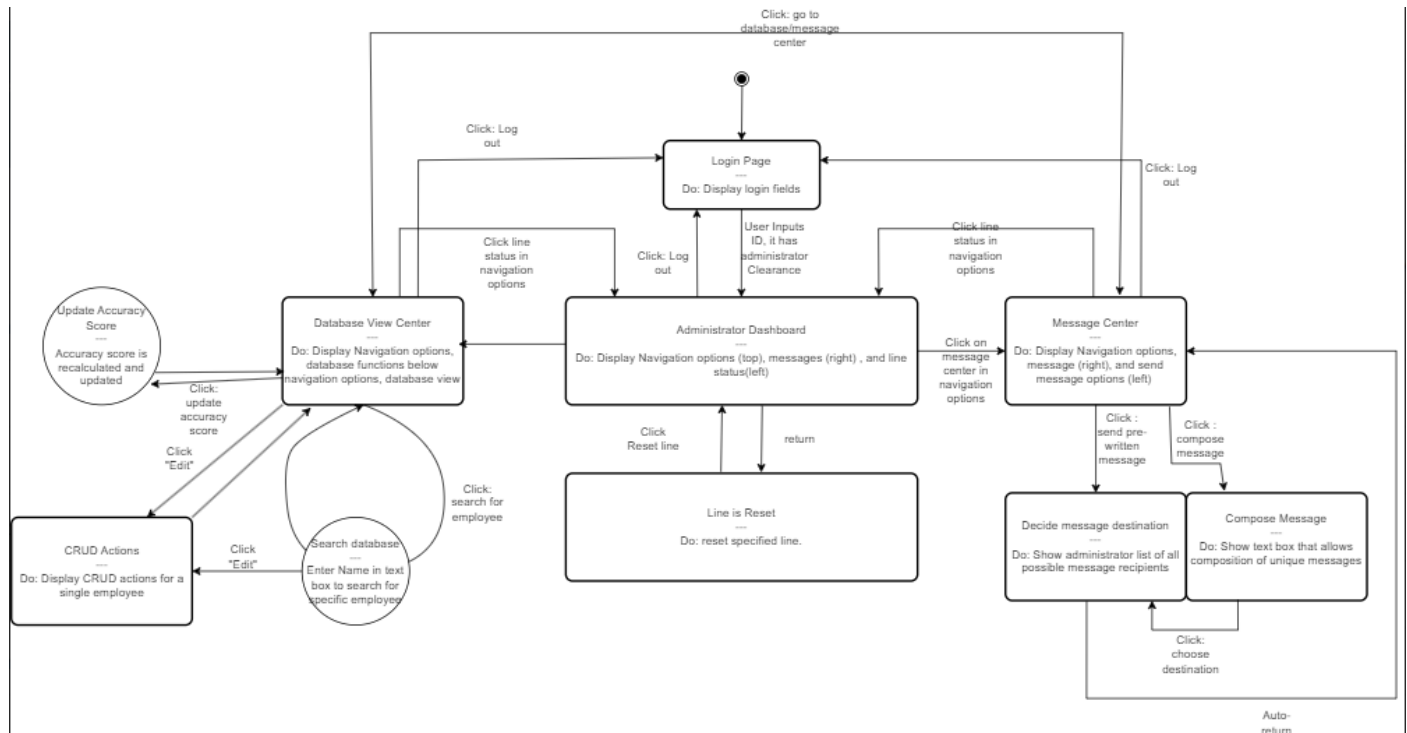 Click: go to
database/message
center
Click: Log
out
Login Page
---
Do: Display login fields
Click: Log
out
Click line
status in
navigation
options
Click: Log
out
User Inputs
ID, it has
administrator
Clearance
Click line
status in
navigation
options
Update Accuracy
Score
---
Accuracy score is
recalculated and
updated
Database View Center
---
Do: Display Navigation options,
database functions below
navigation options, database view
Administrator Dashboard
---
Do: Display Navigation options (top), messages (right) , and line
status(left)
Click on
message
center in
navigation
options
Message Center
---
Do: Display Navigation options,
message (right), and send
message options (left)
Click:
update
accuracy
score
Click
"Edit"
Click
Reset line
return
Click :
send pre-
written
message
Click :
compose
message
Click:
search for
employee
CRUD Actions
---
Do: Display CRUD actions for a
single employee
Click
"Edit"
Search database
---
Enter Name in text
box to search for
specific employee
Line is Reset
---
Do: reset specified line.
Decide message destination
---
Do: Show administrator list of all
possible message recipients
Compose Message
---
Do: Show text box that allows
composition of unique messages
Click:
choose
destination
Auto-
return